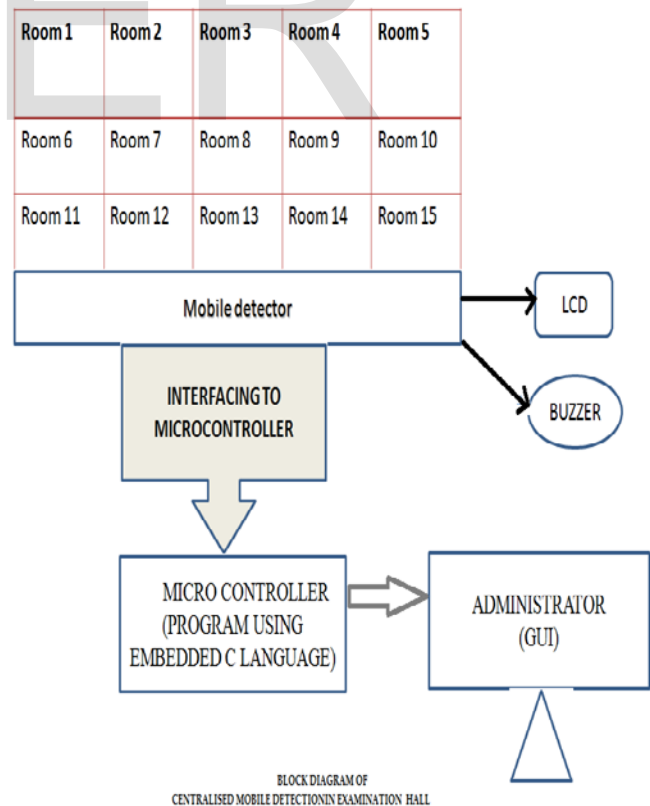 Room 1 Room 2 Room 3 Room 4 Room 5
Room 6 Room 7 Room 8 Room 9 Room 10
Room 11 Room 12 Room 13 Room 14 Room 15
Mobile detector
LCD
BUZZER
INTERFACING TO
MICROCONTROLLER
MICRO CONTROLLER
(PROGRAM USING
EMBEDDED C LANGUAGE)
ADMINISTRATOR
(GUI)
BLOCK DIAGRAM OF
CENTRALISED MOBILE DETECTIONIN EXAMINATION HALL